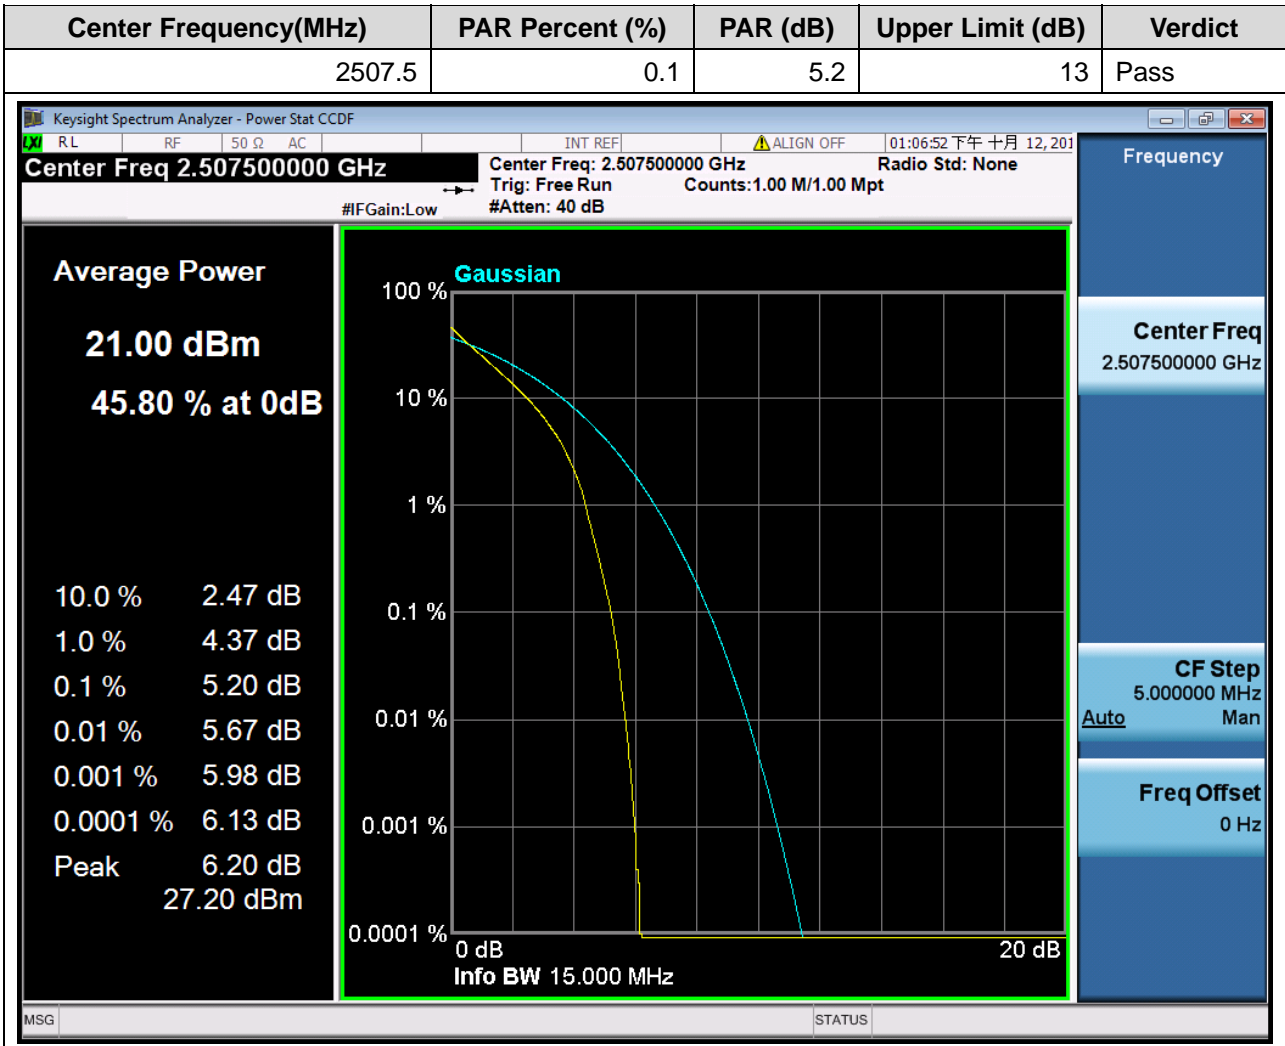 Center Frequency(MHz) PAR Percent (%) PAR (dB) Upper Limit (dB) Verdict
2507.5 0.1 5.2 13 Pass
Keysight Spectrum Analyzer - Power Stat CCDF
LXI RL RF 50 Ω AC INT REF ALIGN OFF 01:06:52 下午 十月 12, 201
Center Freq 2.507500000 GHz
Center Freq: 2.507500000 GHz Radio Std: None
Trig: Free Run Counts:1.00 M/1.00 Mpt
#IFGain:Low #Atten: 40 dB
Frequency
Average Power
21.00 dBm
45.80 % at 0dB
10.0 % 2.47 dB
1.0 % 4.37 dB
0.1 % 5.20 dB
0.01 % 5.67 dB
0.001 % 5.98 dB
0.0001 % 6.13 dB
Peak 6.20 dB
27.20 dBm
Gaussian
100 %
10 %
1 %
0.1 %
0.01 %
0.001 %
0.0001 %
0 dB 20 dB
Info BW 15.000 MHz
Center Freq
2.507500000 GHz
CF Step
5.000000 MHz
Auto Man
Freq Offset
0 Hz
MSG STATUS